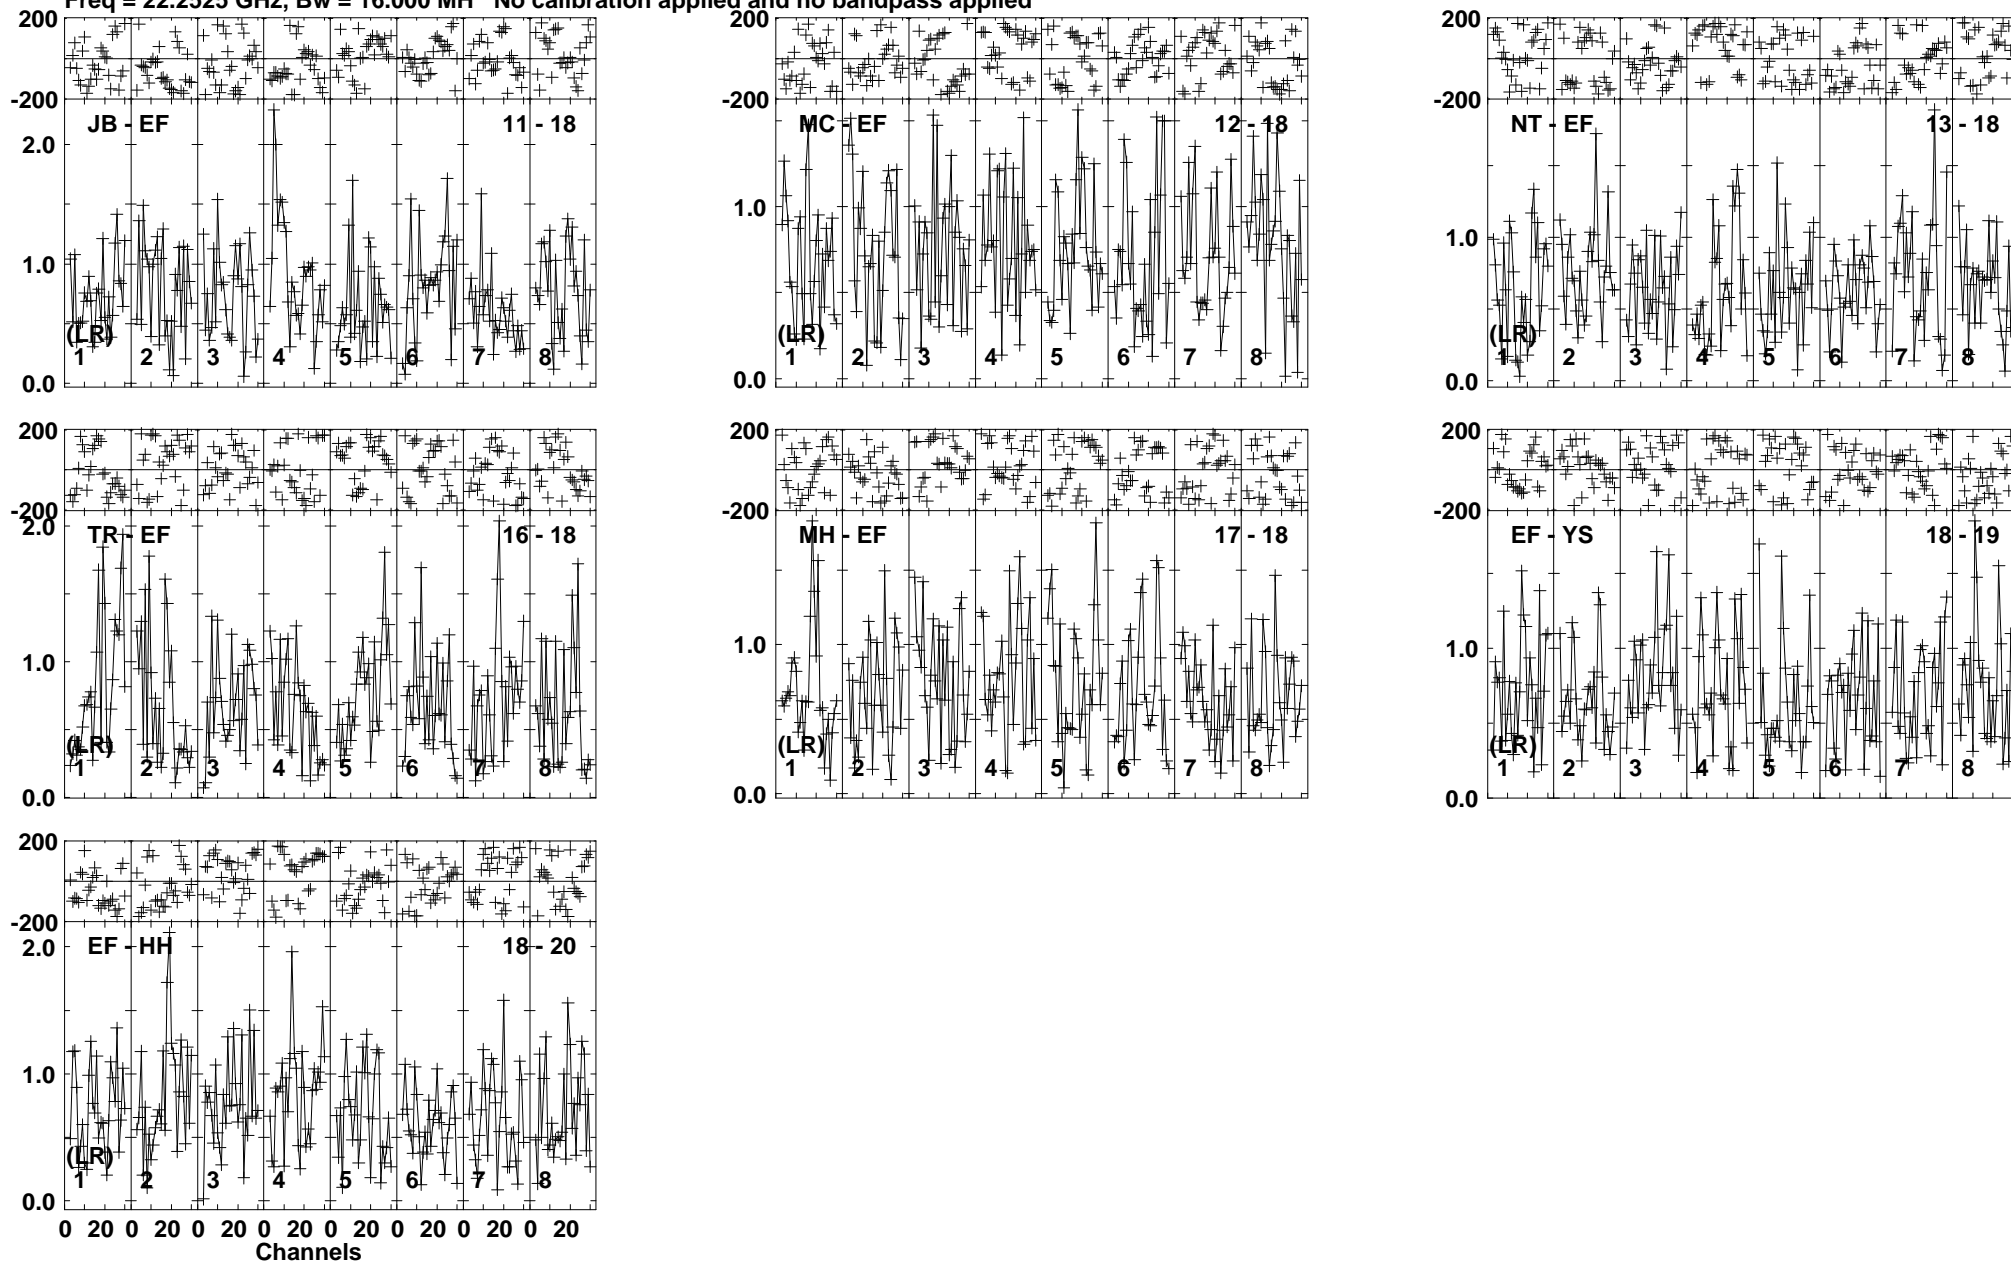 Freq = 22.2525 GHz, Bw = 16.000 MH No calibration applied and no bandpass applied
200
-200
JB - EF 11 - 18
2.0
1.0
0.0
(LR)
1 2 3 4 5 6 7 8
200
-200
MC - EF 12 - 18
1.0
0.0
(LR)
1 2 3 4 5 6 7 8
200
-200
NT - EF 13 - 18
1.0
0.0
(LR)
1 2 3 4 5 6 7 8
200
-200
TR - EF 16 - 18
2.0
1.0
0.0
(LR)
1 2 3 4 5 6 7 8
200
-200
MH - EF 17 - 18
1.0
0.0
(LR)
1 2 3 4 5 6 7 8
200
-200
EF - YS 18 - 19
1.0
0.0
(LR)
1 2 3 4 5 6 7 8
200
-200
EF - HH 18 - 20
2.0
1.0
0.0
(LR)
1 2 3 4 5 6 7 8
0 20 0 20 0 20 0 20 0 20 0 20 0 20 0 20
Channels